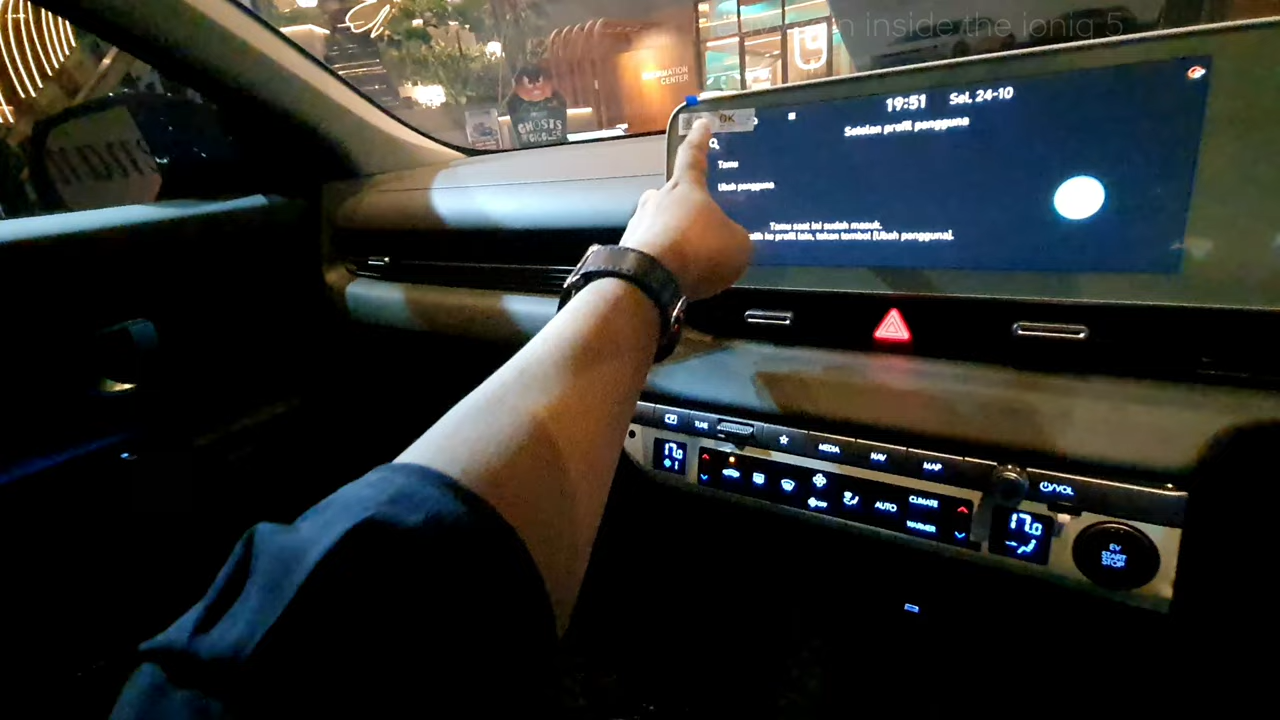 inside the ioniq 5
INFORMATION
CENTER
GHOSTS
19:51 Sel, 24-10
Setelan profil pengguna
OK
Tamu
Ubah pengguna
Tamu saat ini sudah masuk.
ke profil lain, tekan tombol [Ubah pengguna].
TUNE
MEDIA
NAV
MAP
VOL
17.0
AUTO
CLIMATE
WARMER
OFF
17.0
EV
START
STOP